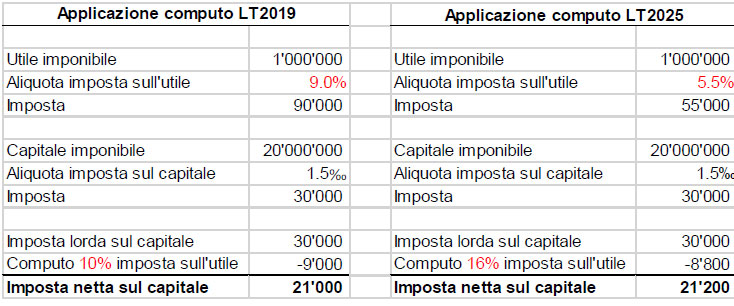 Applicazione computo LT2019 Applicazione computo LT2025
Utile imponibile 1'000'000 Utile imponibile 1'000'000
Aliquota imposta sull'utile 9.0% Aliquota imposta sull'utile 5.5%
Imposta 90'000 Imposta 55'000
Capitale imponibile 20'000'000 Capitale imponibile 20'000'000
Aliquota imposta sul capitale 1.5‰ Aliquota imposta sul capitale 1.5‰
Imposta 30'000 Imposta 30'000
Imposta lorda sul capitale 30'000 Imposta lorda sul capitale 30'000
Computo 10% imposta sull'utile -9'000 Computo 16% imposta sull'utile -8'800
Imposta netta sul capitale 21'000 Imposta netta sul capitale 21'200